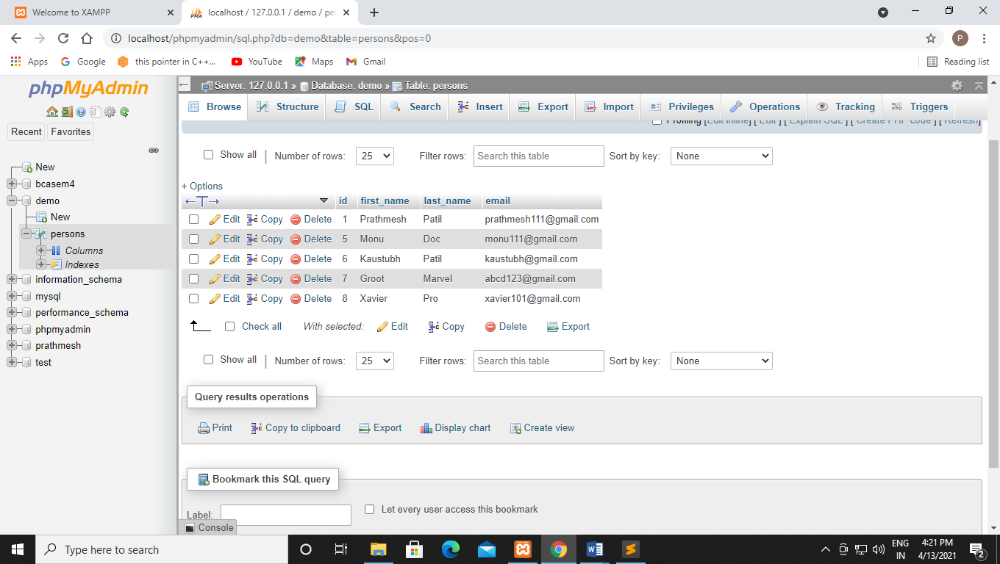 Welcome to XAMPP
localhost / 127.0.0.1 / demo / pe
localhost/phpmyadmin/sql.php?db=demo&table=persons&pos=0
P
Apps Google this pointer in C++... YouTube Maps Gmail Reading list
phpMyAdmin
Recent Favorites
New
bcasem4
demo
New
persons
Columns
Indexes
information_schema
mysql
performance_schema
phpmyadmin
prathmesh
test
Server: 127.0.0.1 » Database: demo » Table: persons
Browse Structure SQL Search Insert Export Import Privileges Operations Tracking Triggers
Profiling [Edit inline] [ Edit ] [ Explain SQL ] [ Create PHP code ] [ Refresh]
Show all | Number of rows: 25 Filter rows: Search this table Sort by key: None
+ Options
←T→ id first_name last_name email
Edit Copy Delete 1 Prathmesh Patil prathmesh111@gmail.com
Edit Copy Delete 5 Monu Doc monu111@gmail.com
Edit Copy Delete 6 Kaustubh Patil kaustubh@gmail.com
Edit Copy Delete 7 Groot Marvel abcd123@gmail.com
Edit Copy Delete 8 Xavier Pro xavier101@gmail.com
Check all With selected: Edit Copy Delete Export
Show all | Number of rows: 25 Filter rows: Search this table Sort by key: None
Query results operations
Print Copy to clipboard Export Display chart Create view
Bookmark this SQL query
Label: Let every user access this bookmark
Console
Type here to search
ENG
IN
4:21 PM
4/13/2021
2